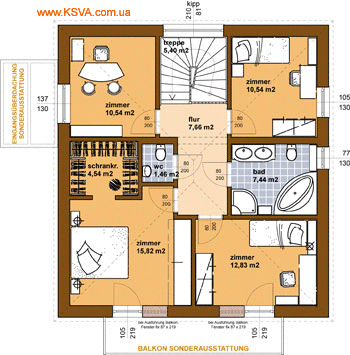 www.KSVA.com.ua
kipp
210
81
treppe
5,40 m2
zimmer
10,54 m2
zimmer
10,54 m2
EINGANGSÜBERDACHUNG
SONDERAUSSTATTUNG
137
130
105
130
flur
7,66 m2
80
200
80
200
schrankr.
4,54 m2
wc
1,46 m2
80
200
80
200
bad
7,44 m2
77
130
zimmer
15,82 m2
80
200
80
200
zimmer
12,83 m2
bei Ausführung Balkon:
Fenster fix 87 x 219
bei Ausführung Balkon:
Fenster fix 87 x 219
105
219
105
219
BALKON SONDERAUSSTATTUNG